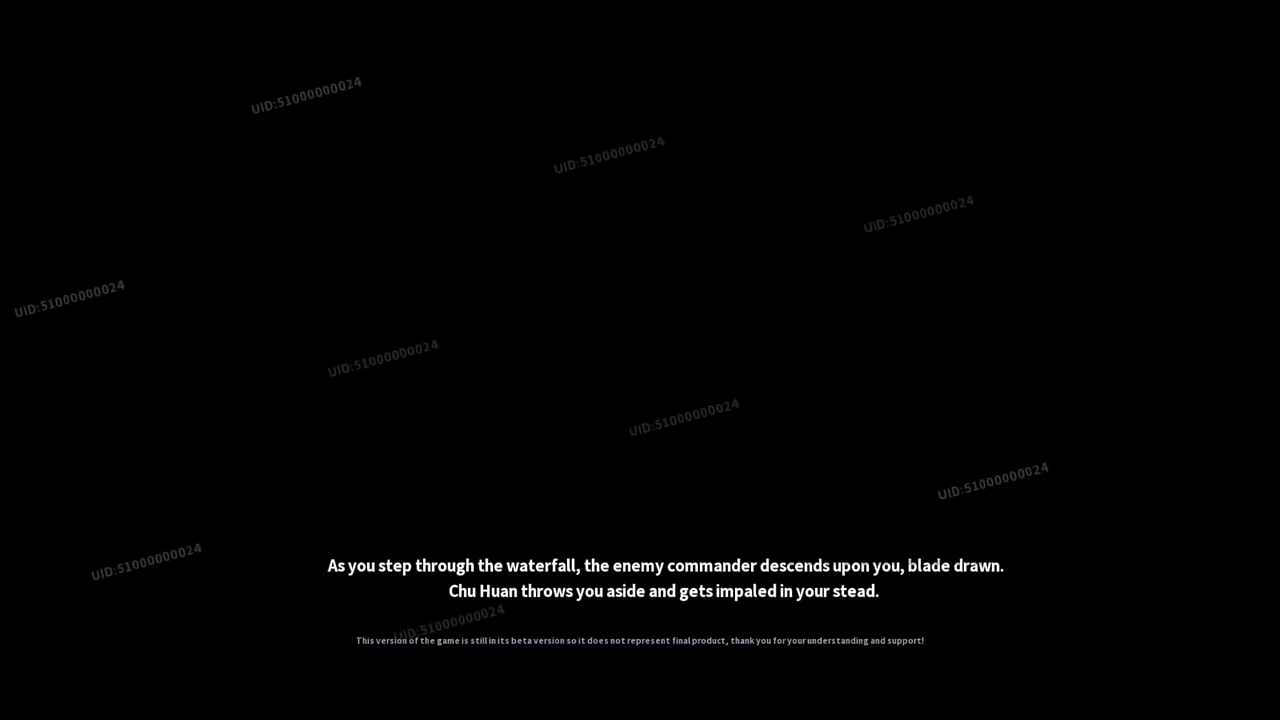 UID:51000000024
UID:51000000024
UID:51000000024
UID:51000000024
UID:51000000024
UID:51000000024
UID:51000000024
UID:51000000024
As you step through the waterfall, the enemy commander descends upon you, blade drawn.
Chu Huan throws you aside and gets impaled in your stead.
UID:51000000024
This version of the game is still in its beta version so it does not represent final product, thank you for your understanding and support!